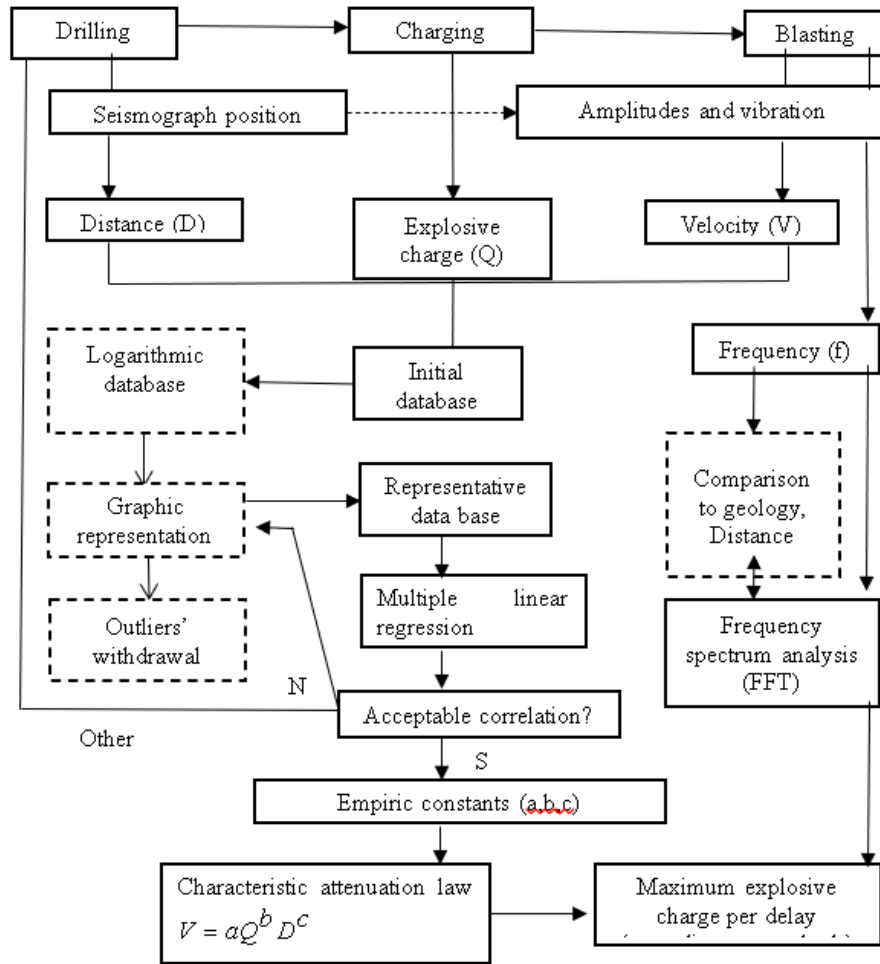 Drilling
Charging
Blasting
Seismograph position
Amplitudes and vibration
Distance (D)
Explosive
charge (Q)
Velocity (V)
Logarithmic
database
Initial
database
Frequency (f)
Graphic
representation
Representative
data base
Comparison
to geology,
Distance
Outliers'
withdrawal
Multiple linear
regression
Frequency
spectrum analysis
(FFT)
N
Acceptable correlation?
Other
S
Empiric constants (a,b,c)
Characteristic attenuation law
V = aQ^b D^c
Maximum explosive
charge per delay